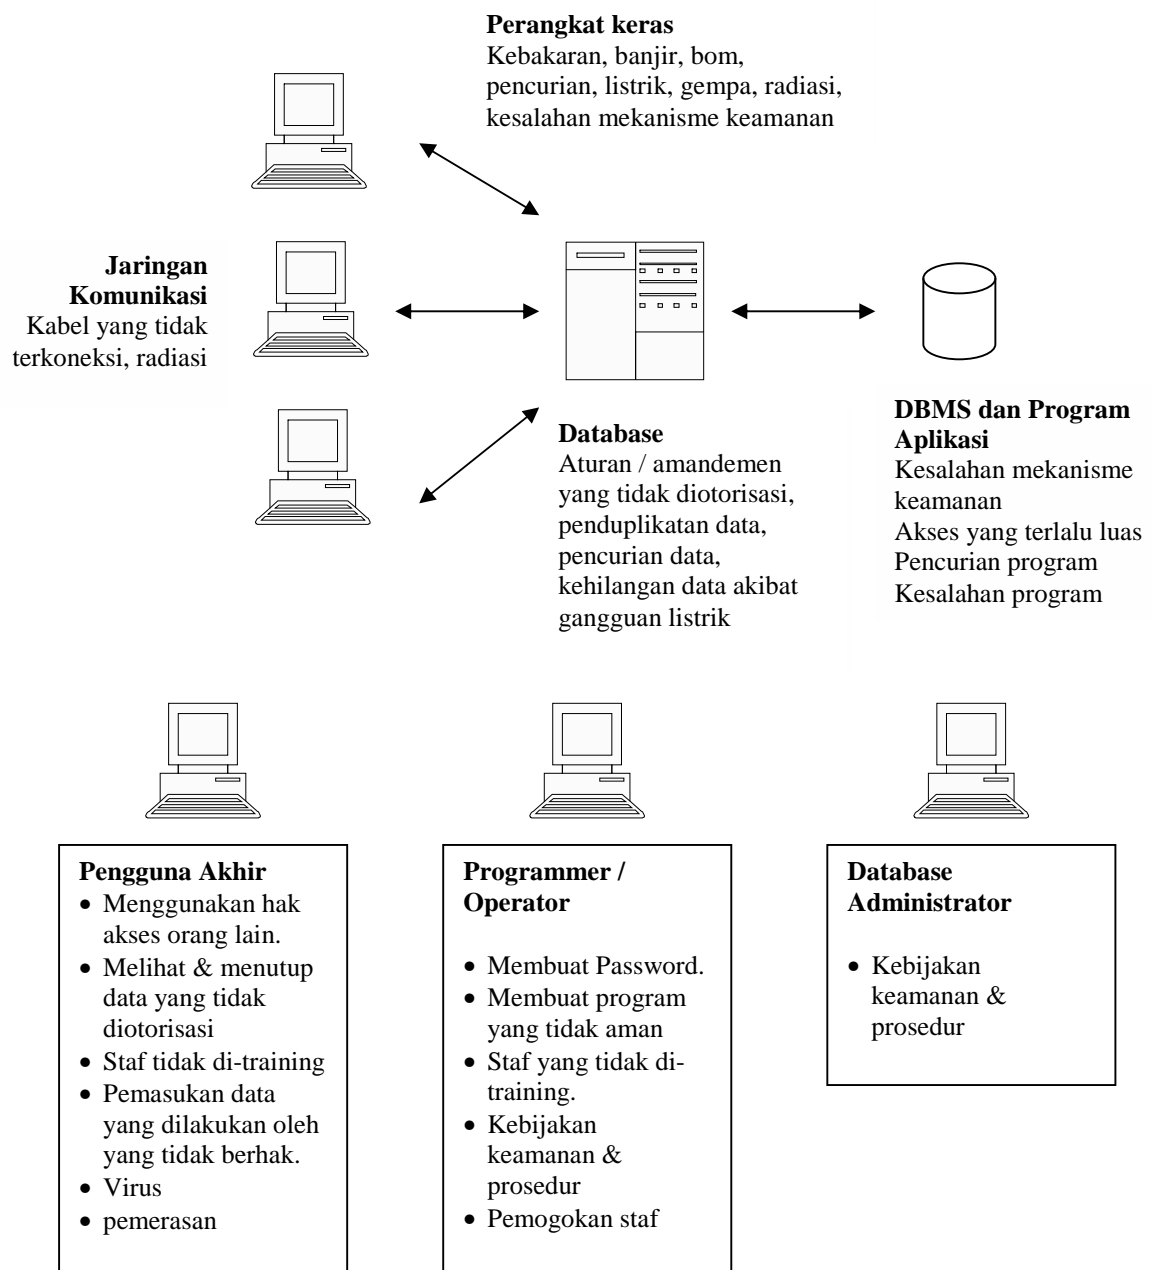 Perangkat keras
Kebakaran, banjir, bom,
pencurian, listrik, gempa, radiasi,
kesalahan mekanisme keamanan
Jaringan
Komunikasi
Kabel yang tidak
terkoneksi, radiasi
Database
Aturan / amandemen
yang tidak diotorisasi,
penduplikatan data,
pencurian data,
kehilangan data akibat
gangguan listrik
DBMS dan Program
Aplikasi
Kesalahan mekanisme
keamanan
Akses yang terlalu luas
Pencurian program
Kesalahan program
Pengguna Akhir
• Menggunakan hak
akses orang lain.
• Melihat & menutup
data yang tidak
diotorisasi
• Staf tidak di-training
• Pemasukan data
yang dilakukan oleh
yang tidak berhak.
• Virus
• pemerasan
Programmer /
Operator
• Membuat Password.
• Membuat program
yang tidak aman
• Staf yang tidak di-
training.
• Kebijakan
keamanan &
prosedur
• Pemogokan staf
Database
Administrator
• Kebijakan
keamanan &
prosedur